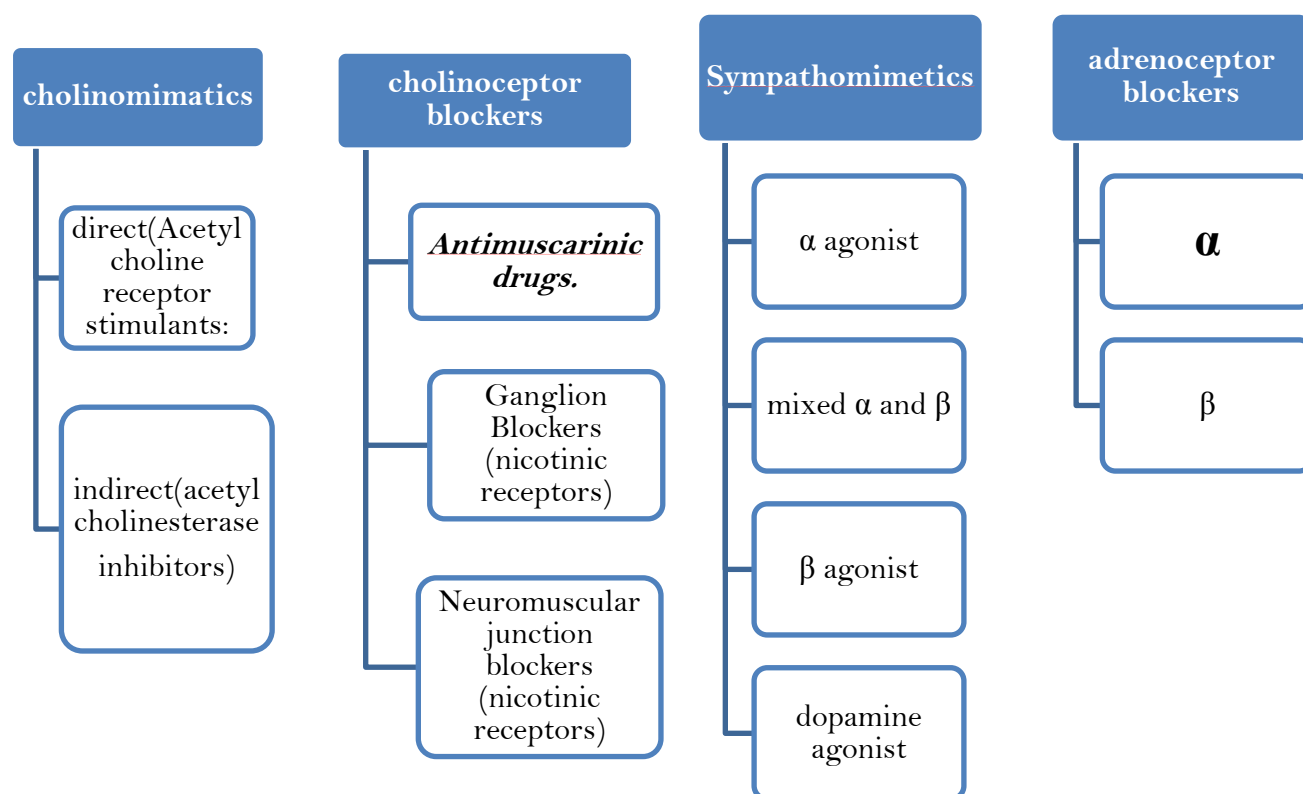 cholinomimatics
direct(Acetyl
choline
receptor
stimulants:
indirect(acetyl
cholinesterase
inhibitors)
cholinoceptor
blockers
Antimuscarinic
drugs.
Ganglion
Blockers
(nicotinic
receptors)
Neuromuscular
junction
blockers
(nicotinic
receptors)
Sympathomimetics
α agonist
mixed α and β
β agonist
dopamine
agonist
adrenoceptor
blockers
α
β